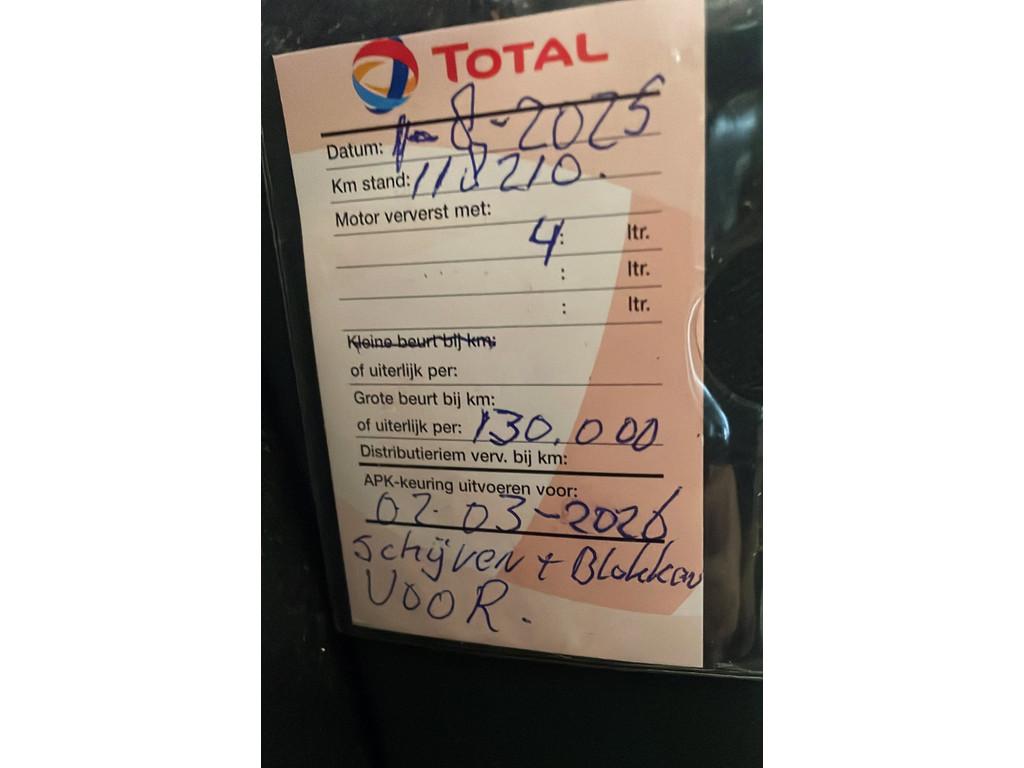 TOTAL
Datum: 1-8-2025
Km stand: 118210.
Motor ververst met:
4: ltr.
: ltr.
: ltr.
Kleine beurt bij km:
of uiterlijk per:
Grote beurt bij km:
of uiterlijk per: 130.000
Distributieriem verv. bij km:
APK-keuring uitvoeren voor:
02-03-2026
Schijven + Blokken
VOOR.